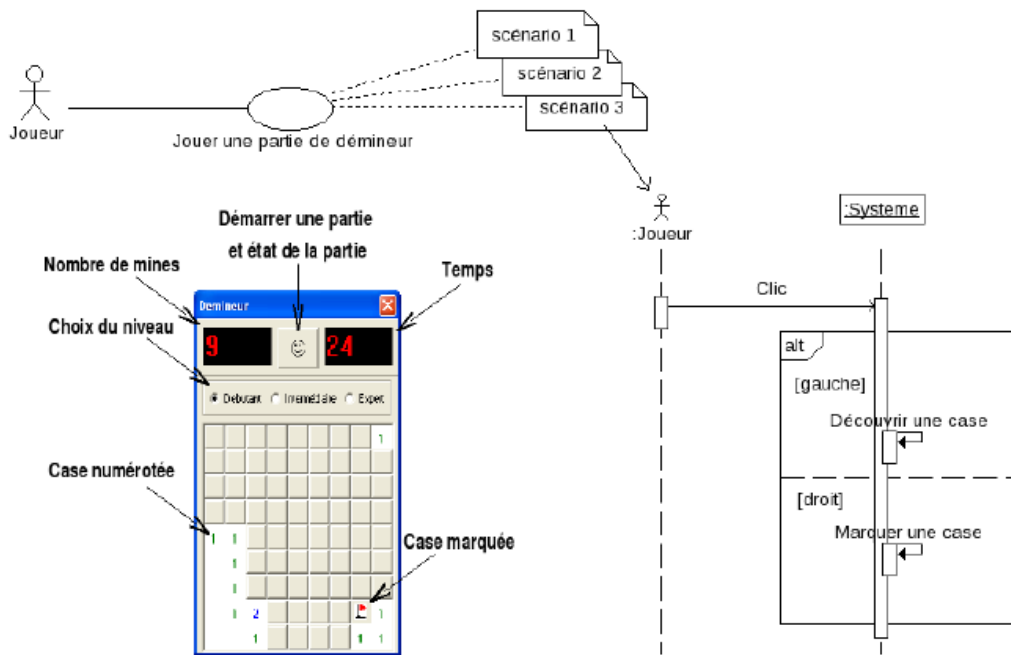 scénario 1
scénario 2
scénario 3
Joueur
Jouer une partie de démineur
:Joueur
:Systeme
Clic
alt
[gauche]
Découvrir une case
[droit]
Marquer une case
Démarrer une partie
et état de la partie
Nombre de mines
Temps
Choix du niveau
Demineur
9
24
Debutant Intermédiaire Expert
1
Case numérotée
1 1
1
Case marquée
1
1 2 1
1 1 1